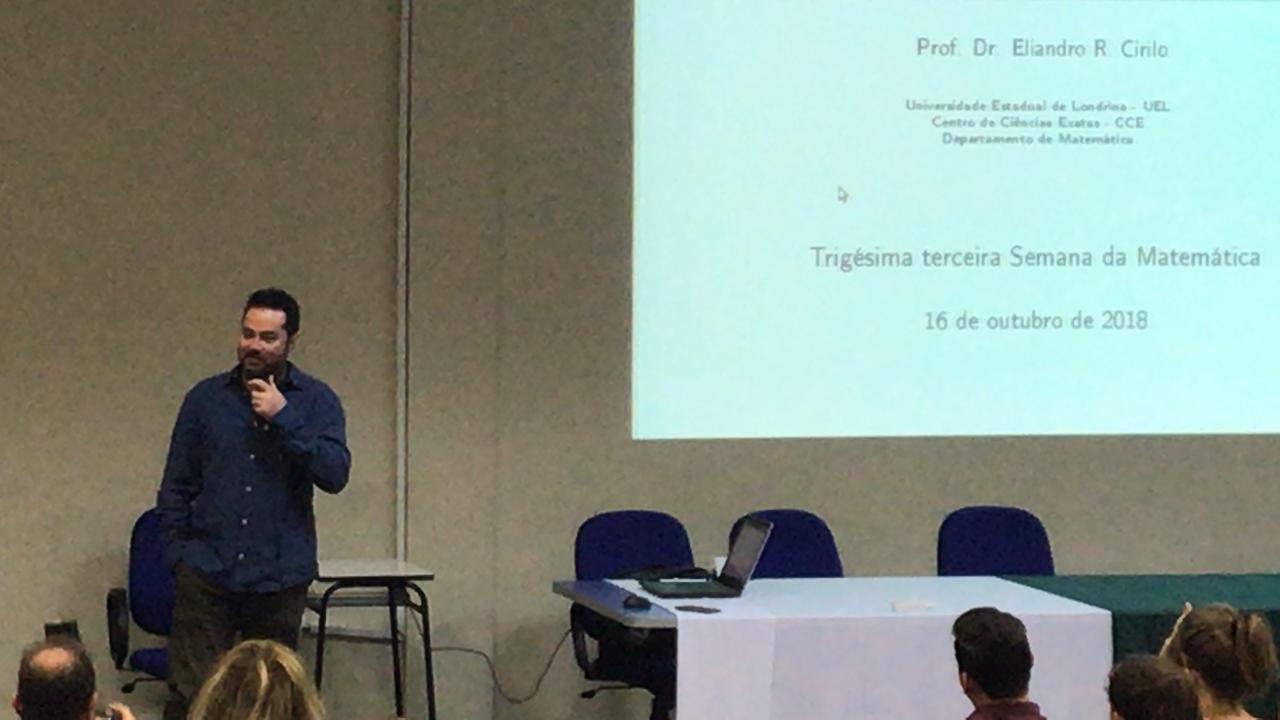 Prof. Dr. Eliandro R. Cirilo
Universidade Estadual de Londrina - UEL
Centro de Ciências Exatas - CCE
Departamento de Matemática
Trigésima terceira Semana da Matemática
16 de outubro de 2018